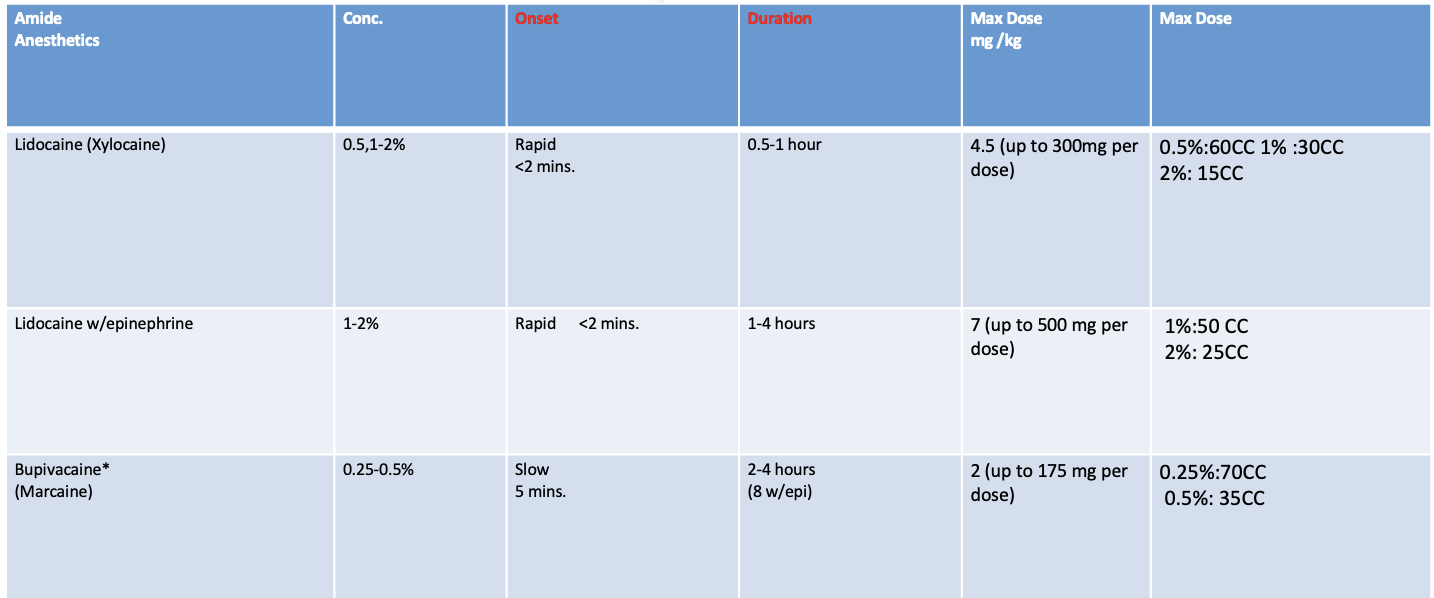 Amide
Anesthetics
Conc.
Onset
Duration
Max Dose
mg /kg
Max Dose
Lidocaine (Xylocaine)
0.5,1-2%
Rapid
<2 mins.
0.5-1 hour
4.5 (up to 300mg per
dose)
0.5%:60CC 1% :30CC
2%: 15CC
Lidocaine w/epinephrine
1-2%
Rapid <2 mins.
1-4 hours
7 (up to 500 mg per
dose)
1%:50 CC
2%: 25CC
Bupivacaine*
(Marcaine)
0.25-0.5%
Slow
5 mins.
2-4 hours
(8 w/epi)
2 (up to 175 mg per
dose)
0.25%:70CC
0.5%: 35CC